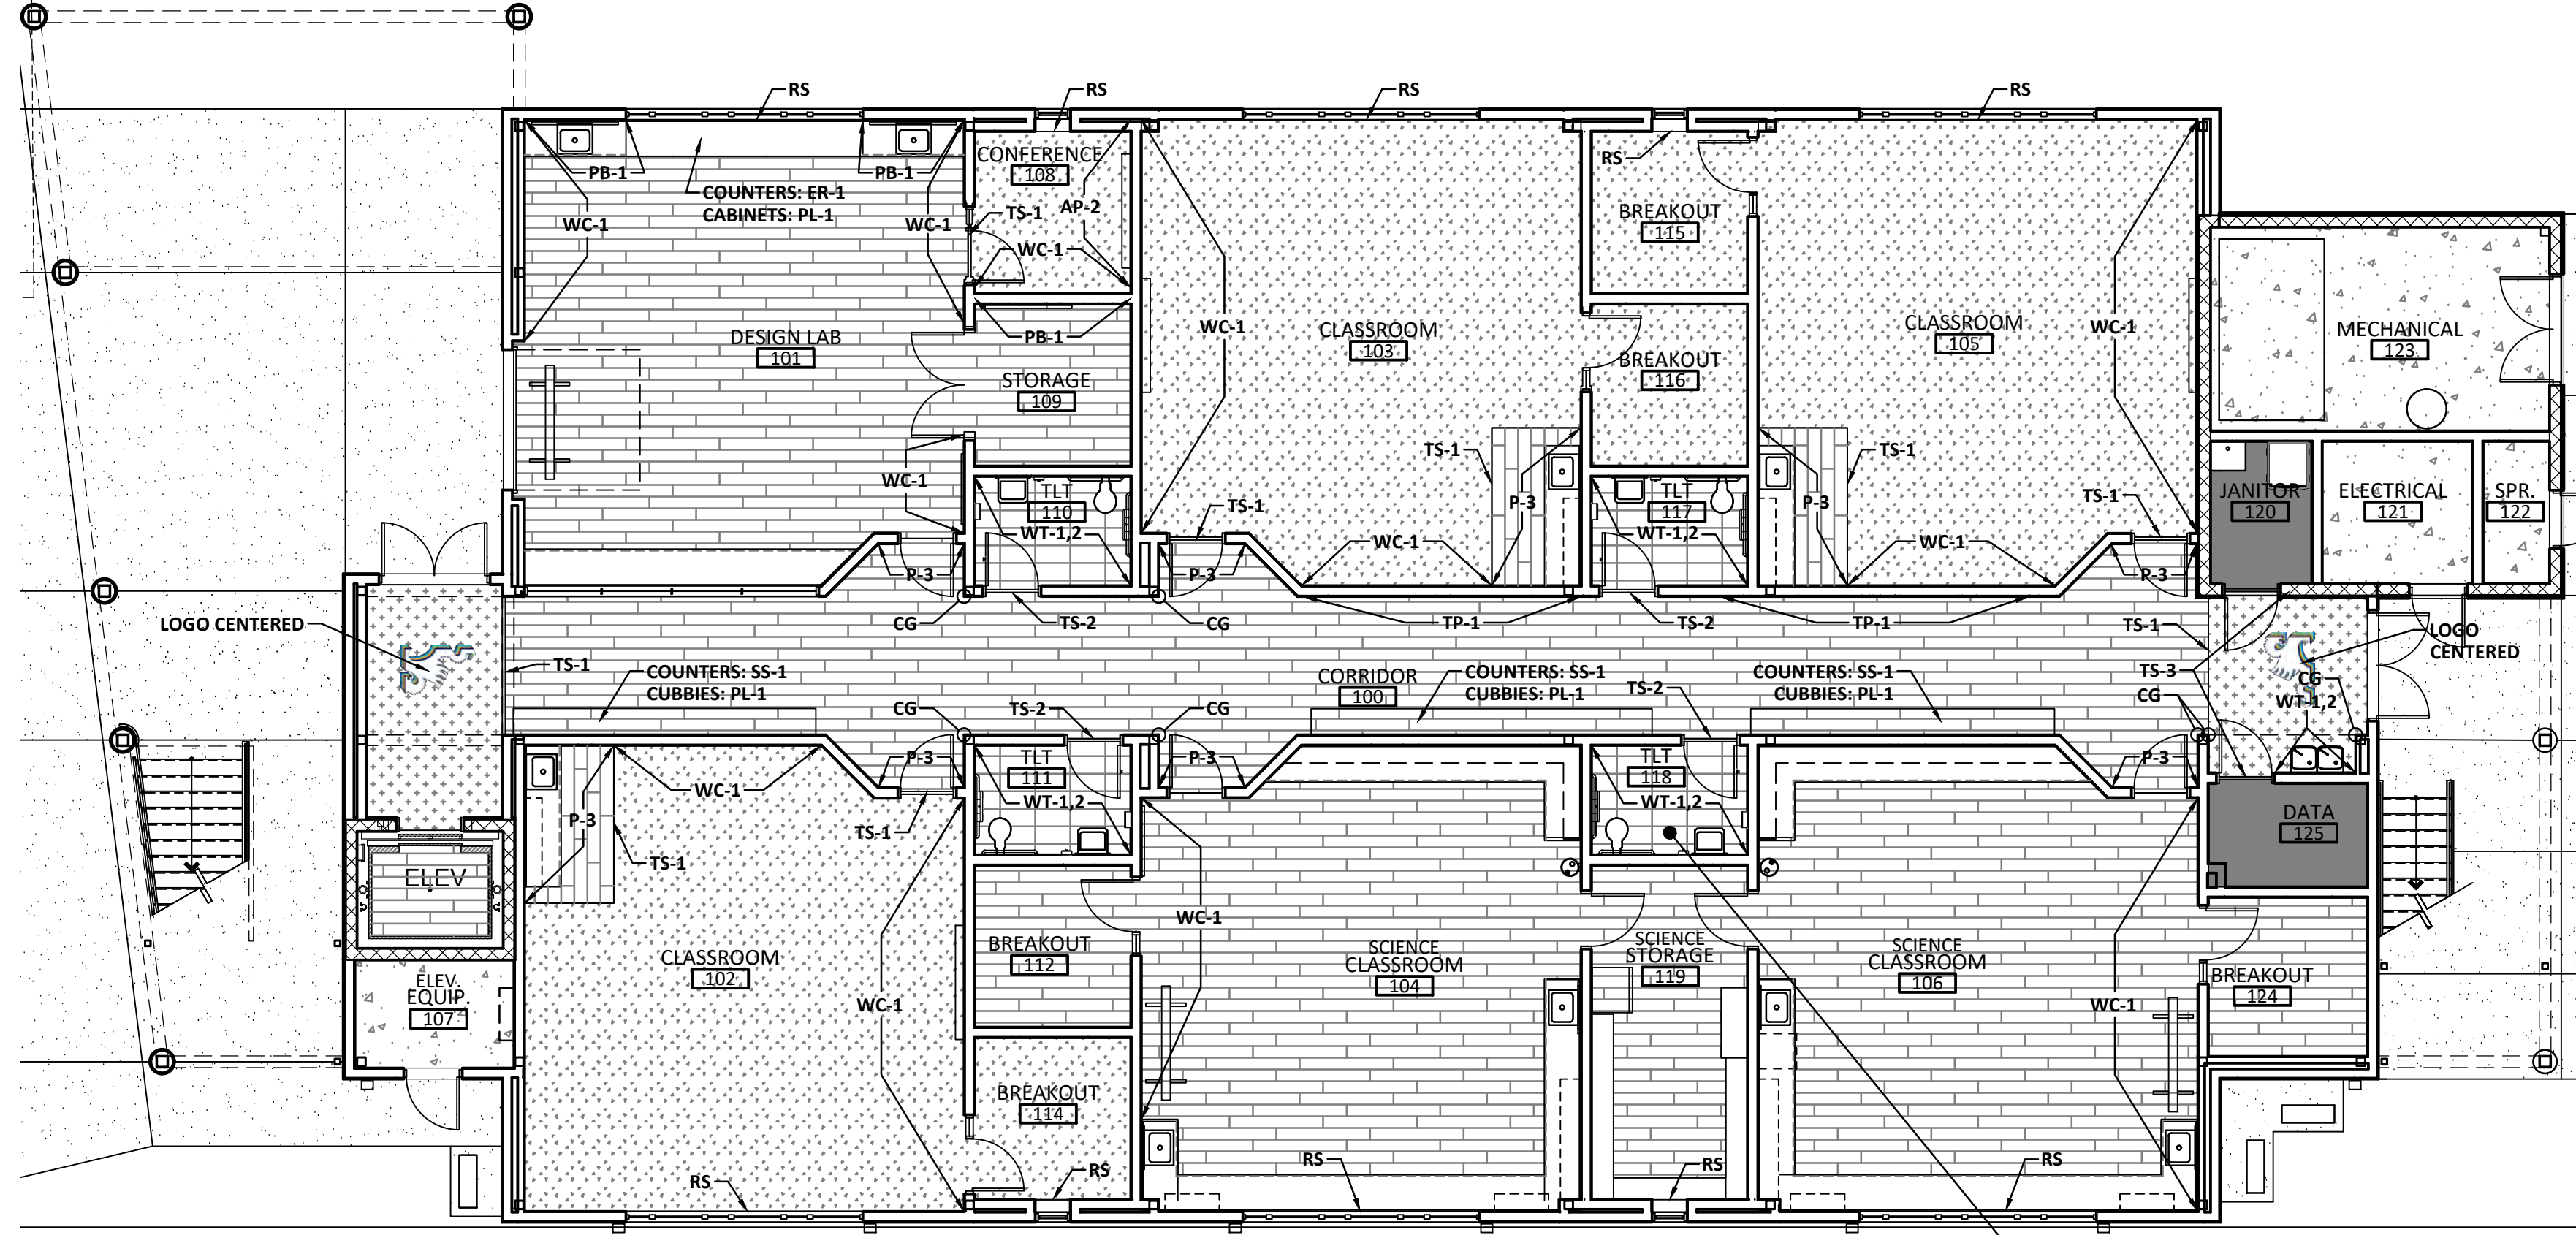 RS
RS
RS
RS
CONFERENCE
108
RS
PB-1
PB-1
COUNTERS: ER-1
CABINETS: PL-1
AP-2
TS-1
WC-1
WC-1
WC-1
BREAKOUT
115
DESIGN LAB
101
PB-1
WC-1
CLASSROOM
103
CLASSROOM
105
WC-1
MECHANICAL
123
STORAGE
109
BREAKOUT
116
TS-1
TS-1
WC-1
TLT
110
P-3
TLT
117
P-3
TS-1
JANITOR
120
ELECTRICAL
121
SPR.
122
TS-1
WT-1,2
WC-1
WT-1,2
WC-1
P-3
P-3
P-3
LOGO CENTERED
CG
TS-2
CG
TP-1
TS-2
TP-1
TS-1
LOGO
CENTERED
TS-1
COUNTERS: SS-1
CUBBIES: PL-1
CORRIDOR
100
COUNTERS: SS-1
CUBBIES: PL-1
COUNTERS: SS-1
CUBBIES: PL-1
TS-2
TS-3
CG
CG
WT-1,2
CG
TS-2
CG
P-3
TLT
111
P-3
TLT
118
P-3
WC-1
WT-1,2
WT-1,2
P-3
TS-1
TS-1
DATA
125
ELEV
WC-1
BREAKOUT
112
CLASSROOM
102
SCIENCE
CLASSROOM
104
SCIENCE
STORAGE
119
SCIENCE
CLASSROOM
106
BREAKOUT
124
ELEV.
EQUIP.
107
WC-1
WC-1
BREAKOUT
114
RS
RS
RS
RS
RS